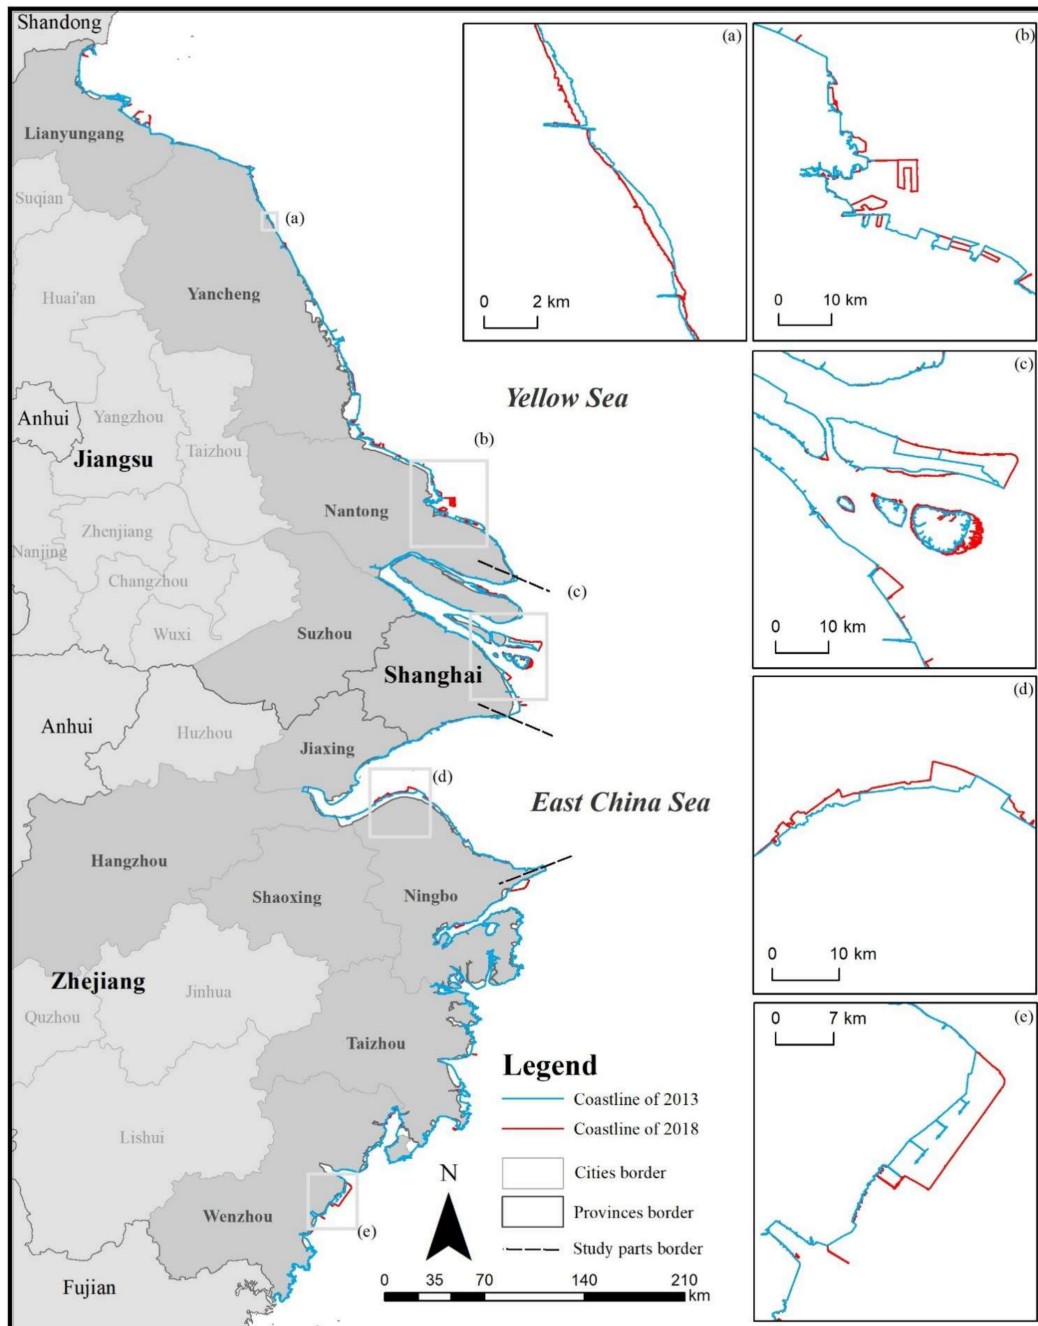 Shandong
Lianyungang
Suqian
(a)
Huai'an
Yancheng
Anhui
Yangzhou
Jiangsu
Taizhou
Yellow Sea
(b)
Nantong
Zhenjiang
Nanjing
Changzhou
(c)
Wuxi
Suzhou
Shanghai
Anhui
Huzhou
Jiaxing
(d)
East China Sea
Hangzhou
Shaoxing
Ningbo
Zhejiang
Jinhua
Quzhou
Taizhou
Lishui
Wenzhou
(e)
Fujian
Legend
Coastline of 2013
Coastline of 2018
Cities border
Provinces border
Study parts border
N
0 35 70 140 210
km
(a)
0 2 km
(b)
0 10 km
(c)
0 10 km
(d)
0 10 km
(e)
0 7 km